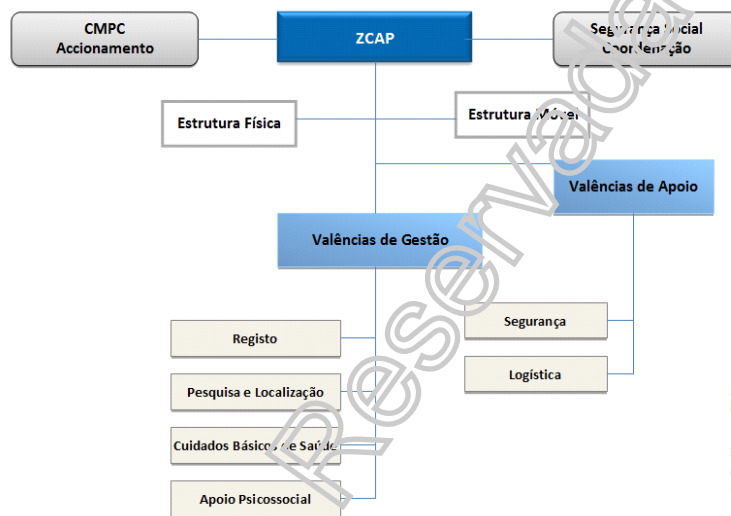 CMPC
Accionamento
ZCAP
Segurança Social
Coordenação
Estrutura Física
Estrutura Móvel
Valências de Apoio
Valências de Gestão
Segurança
Registo
Logística
Pesquisa e Localização
Cuidados Básicos de Saúde
Apoio Psicossocial
Reservada